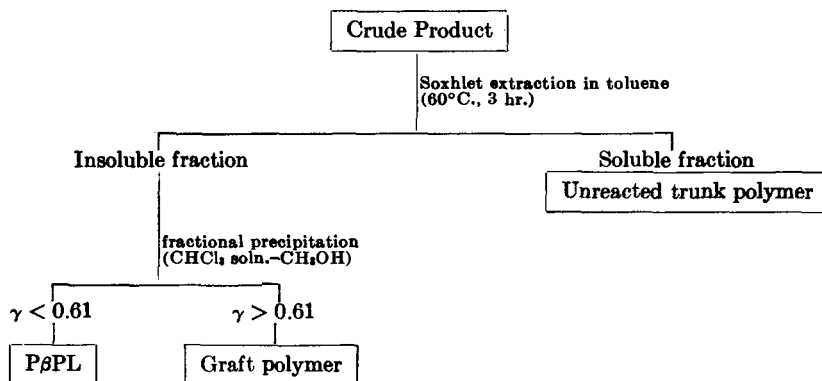 Crude Product
Soxhlet extraction in toluene
(60°C., 3 hr.)
Insoluble fraction
Soluble fraction
Unreacted trunk polymer
fractional precipitation
(CHCl₃ soln.–CH₃OH)
γ < 0.61
γ > 0.61
PβPL
Graft polymer